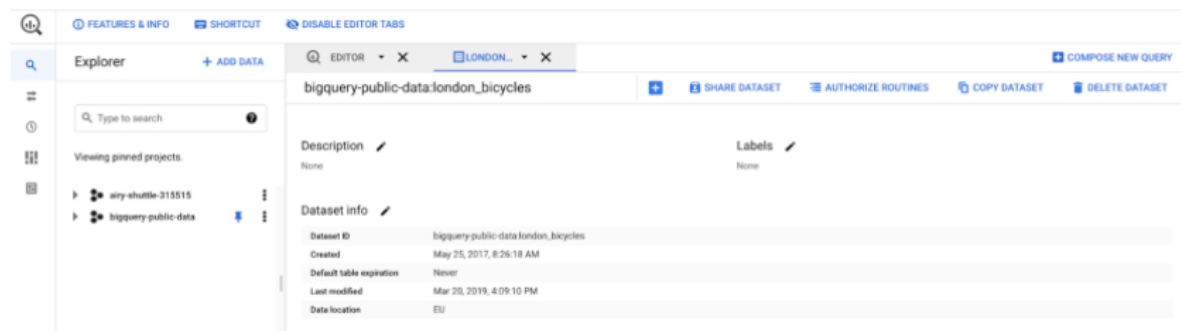 FEATURES & INFO SHORTCUT DISABLE EDITOR TABS
Explorer + ADD DATA
EDITOR LONDON...
COMPOSE NEW QUERY
bigquery-public-data:london_bicycles
SHARE DATASET AUTHORIZE ROUTINES COPY DATASET DELETE DATASET
Type to search
Viewing pinned projects.
airy-shuttle-315515
bigquery-public-data
Description
None
Labels
None
Dataset info
Dataset ID bigquery-public-data:london_bicycles
Created May 25, 2017, 8:26:18 AM
Default table expiration Never
Last modified Mar 20, 2019, 4:09:10 PM
Data location EU